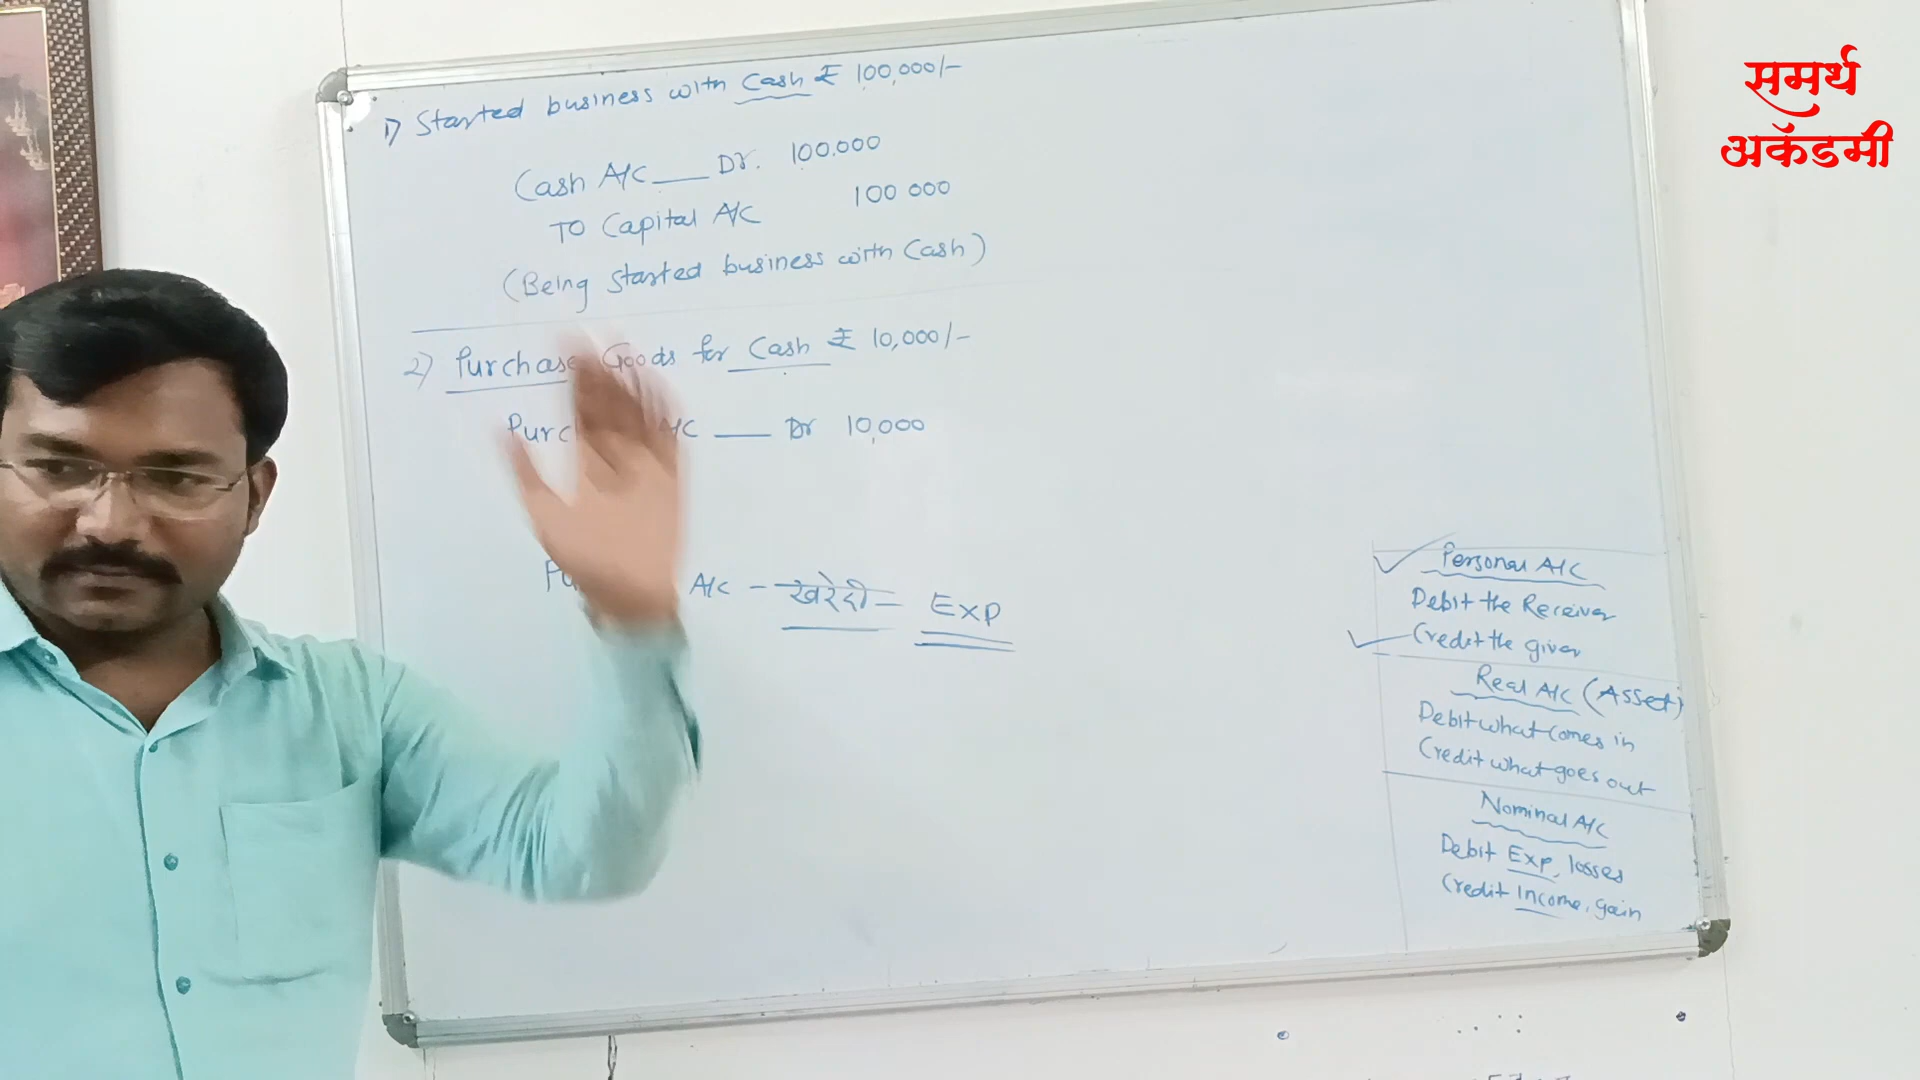 1) Started business with Cash ₹ 100,000/-
Cash A/C ___ Dr. 100.000
TO Capital A/C 100 000
(Being started business with Cash)
2) Purchase Goods for Cash ₹ 10,000/-
A/C ___ Dr 10,000
A/C - खरेदी - Exp
Personal A/C
Debit the Receiver
Credit the giver
Real A/C (Asset)
Debit what comes in
Credit what goes out
Nominal A/C
Debit Exp, losses
Credit Income, gain
समर्थ
अकॅडमी